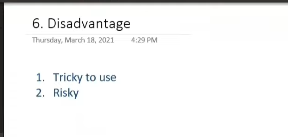 6. Disadvantage
Thursday, March 18, 2021 4:29 PM
1. Tricky to use
2. Risky